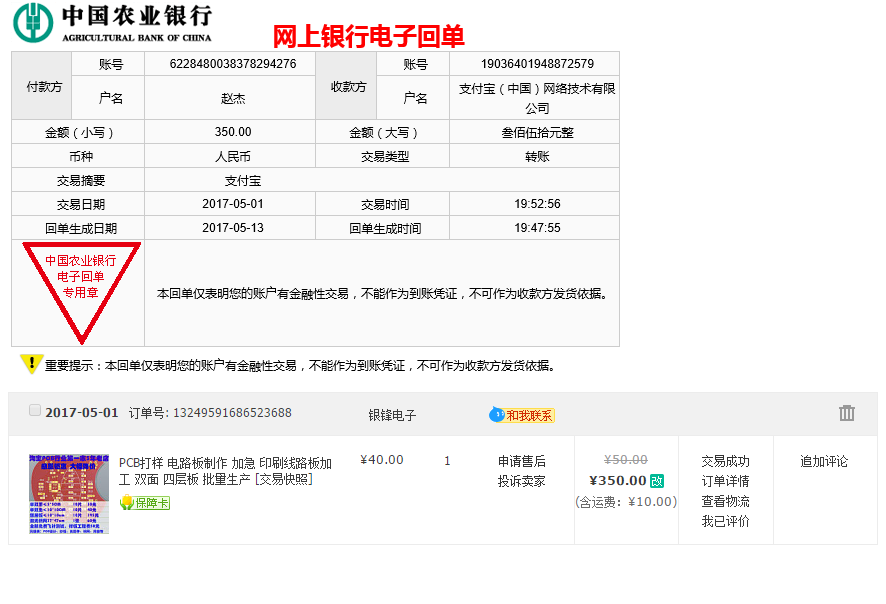 中国农业银行
AGRICULTURAL BANK OF CHINA
网上银行电子回单
付款方 账号 6228480038378294276 收款方 账号 19036401948872579
户名 赵杰 户名 支付宝（中国）网络技术有限公司
金额（小写） 350.00 金额（大写） 叁佰伍拾元整
币种 人民币 交易类型 转账
交易摘要 支付宝
交易日期 2017-05-01 交易时间 19:52:56
回单生成日期 2017-05-13 回单生成时间 19:47:55
中国农业银行
电子回单
专用章
本回单仅表明您的账户有金融性交易，不能作为到账凭证，不可作为收款方发货依据。
重要提示：本回单仅表明您的账户有金融性交易，不能作为到账凭证，不可作为收款方发货依据。
2017-05-01 订单号: 13249591686523688 银锋电子 和我联系
PCB打样 电路板制作 加急 印刷线路板加
工 双面 四层板 批量生产 [交易快照]
保障卡
¥40.00
1
申请售后
投诉卖家
¥50.00
¥350.00 改
(含运费：¥10.00)
交易成功
订单详情
查看物流
我已评价
追加评论